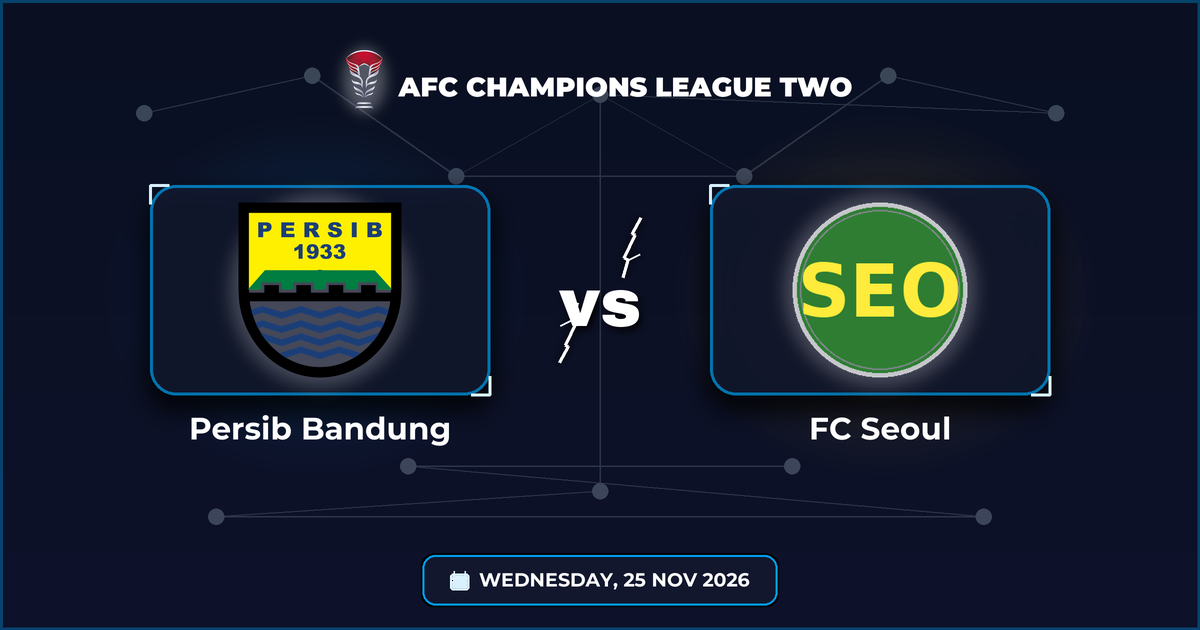 AFC CHAMPIONS LEAGUE TWO
PERSIB
1933
SEO
VS
Persib Bandung
FC Seoul
WEDNESDAY, 25 NOV 2026